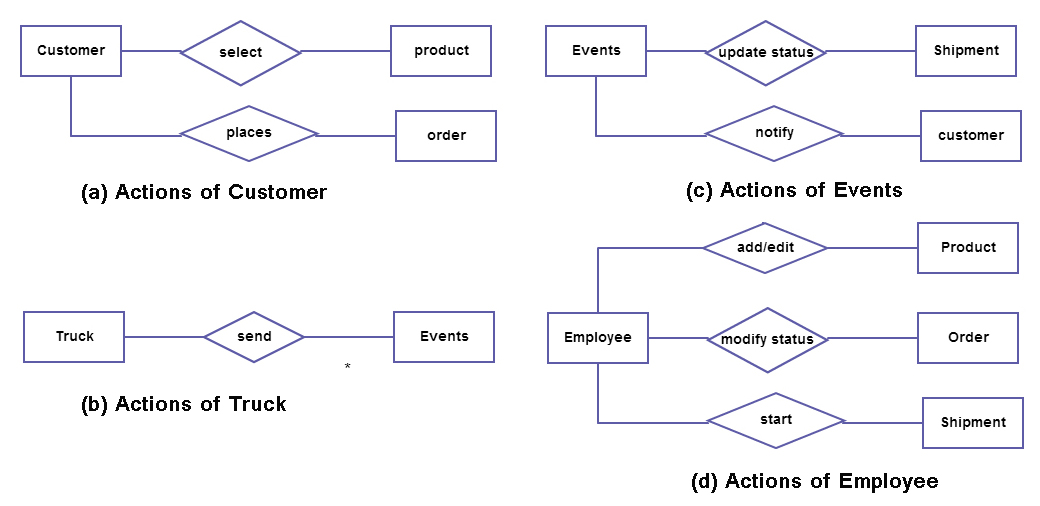 Customer
select
product
places
order
(a) Actions of Customer
Events
update status
Shipment
notify
customer
(c) Actions of Events
Truck
send
Events
*
(b) Actions of Truck
add/edit
Product
Employee
modify status
Order
start
Shipment
(d) Actions of Employee